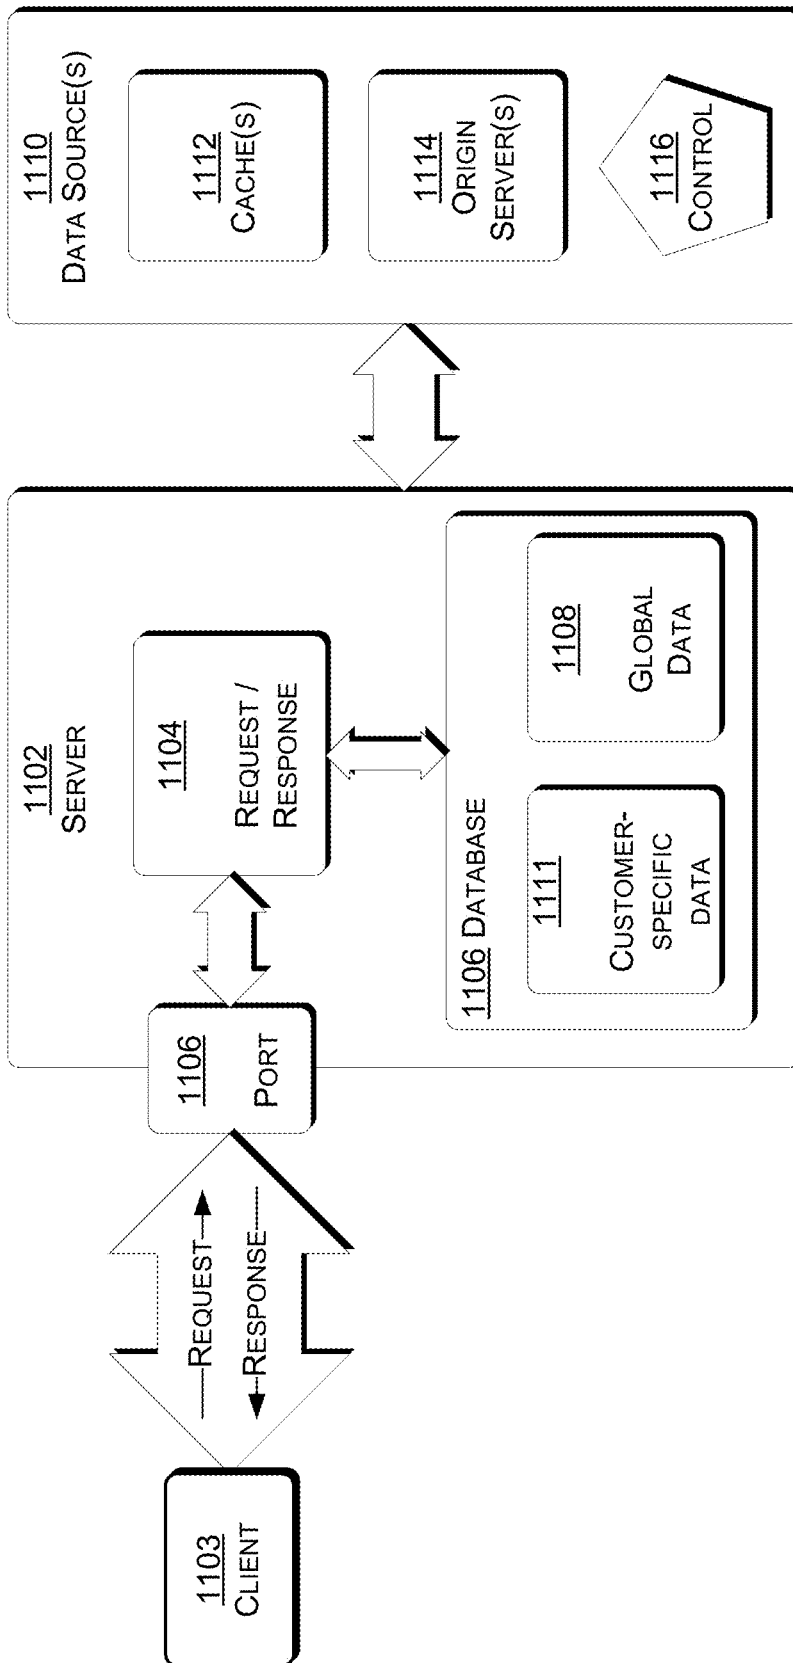 1103
CLIENT
REQUEST
RESPONSE
1106
PORT
1102
SERVER
1104
REQUEST /
RESPONSE
1106 DATABASE
1111
CUSTOMER-
SPECIFIC
DATA
1108
GLOBAL
DATA
1110
DATA SOURCE(S)
1112
CACHE(S)
1114
ORIGIN
SERVER(S)
1116
CONTROL